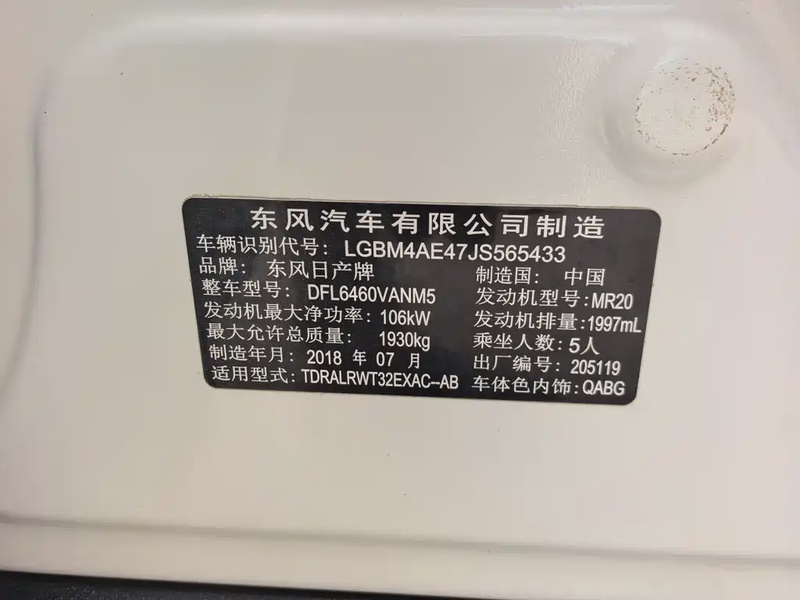 东风汽车有限公司制造
车辆识别代号: LGBM4AE47JS565433
品牌: 东风日产牌 制造国: 中国
整车型号: DFL6460VANM5 发动机型号: MR20
发动机最大净功率: 106kW 发动机排量: 1997mL
最大允许总质量: 1930kg 乘坐人数: 5人
制造年月: 2018 年 07 月 出厂编号: 205119
适用型式: TDRALRWT32EXAC--AB 车体色内饰: QABG